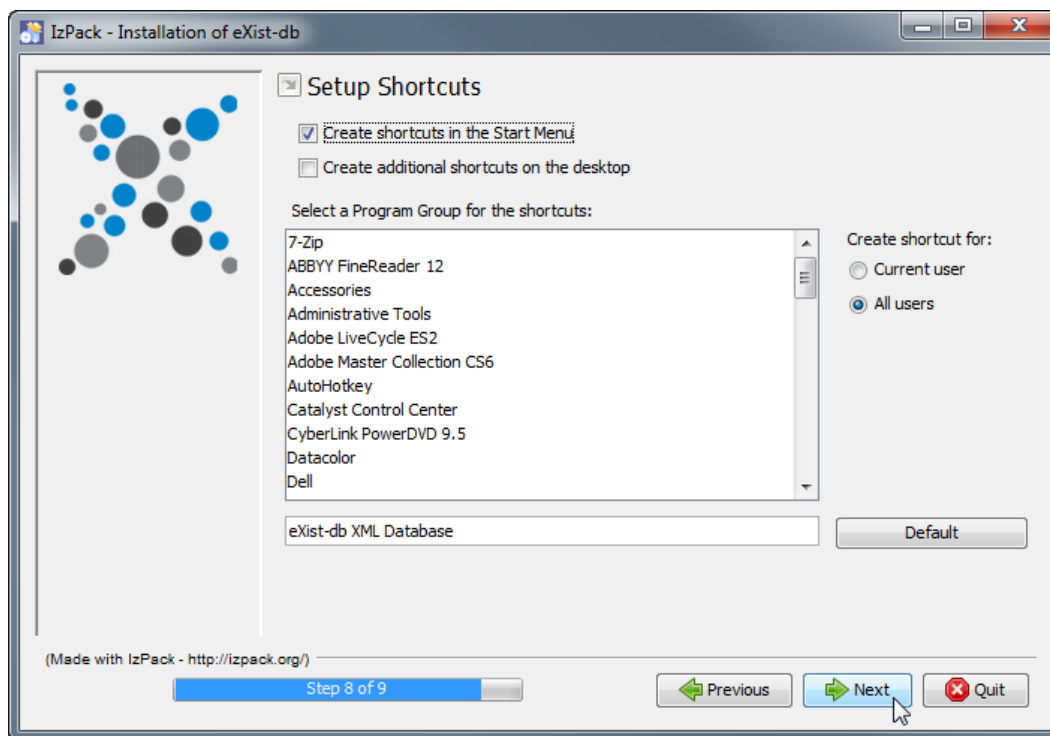 IzPack - Installation of eXist-db
Setup Shortcuts
Create shortcuts in the Start Menu
Create additional shortcuts on the desktop
Select a Program Group for the shortcuts:
7-Zip
ABBYY FineReader 12
Accessories
Administrative Tools
Adobe LiveCycle ES2
Adobe Master Collection CS6
AutoHotkey
Catalyst Control Center
CyberLink PowerDVD 9.5
Datacolor
Dell
Create shortcut for:
Current user
All users
eXist-db XML Database
Default
(Made with IzPack - http://izpack.org/)
Step 8 of 9
Previous
Next
Quit